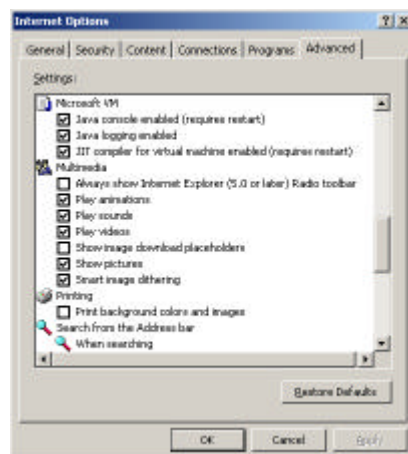 Internet Options
General Security Content Connections Programs Advanced
Settings:
Microsoft VM
Java console enabled (requires restart)
Java logging enabled
JIT compiler for virtual machine enabled (requires restart)
Multimedia
Always show Internet Explorer (5.0 or later) Radio toolbar
Play animations
Play sounds
Play videos
Show image download placeholders
Show pictures
Smart image dithering
Printing
Print background colors and images
Search from the Address bar
When searching
Restore Defaults
OK Cancel Apply